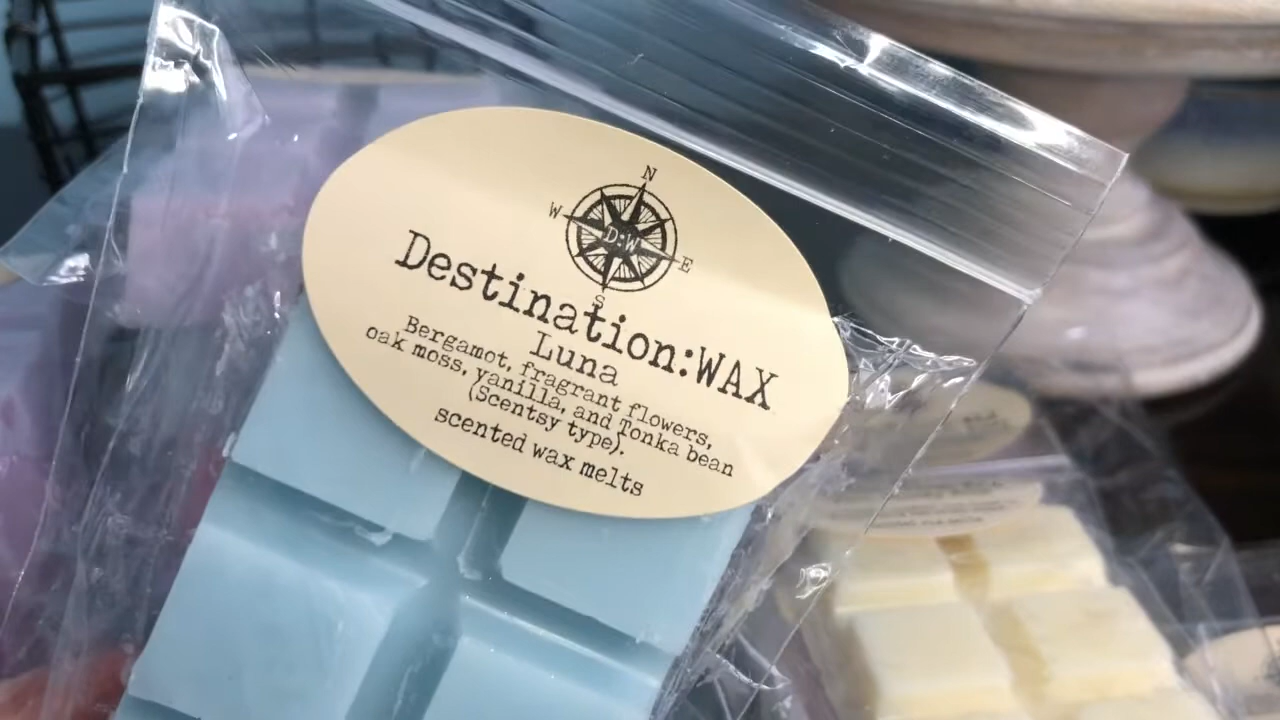 N
W
D:W
E
S
Destination:WAX
Luna
Bergamot, fragrant flowers,
oak moss, vanilla, and Tonka bean
(Scentsy type).
scented wax melts